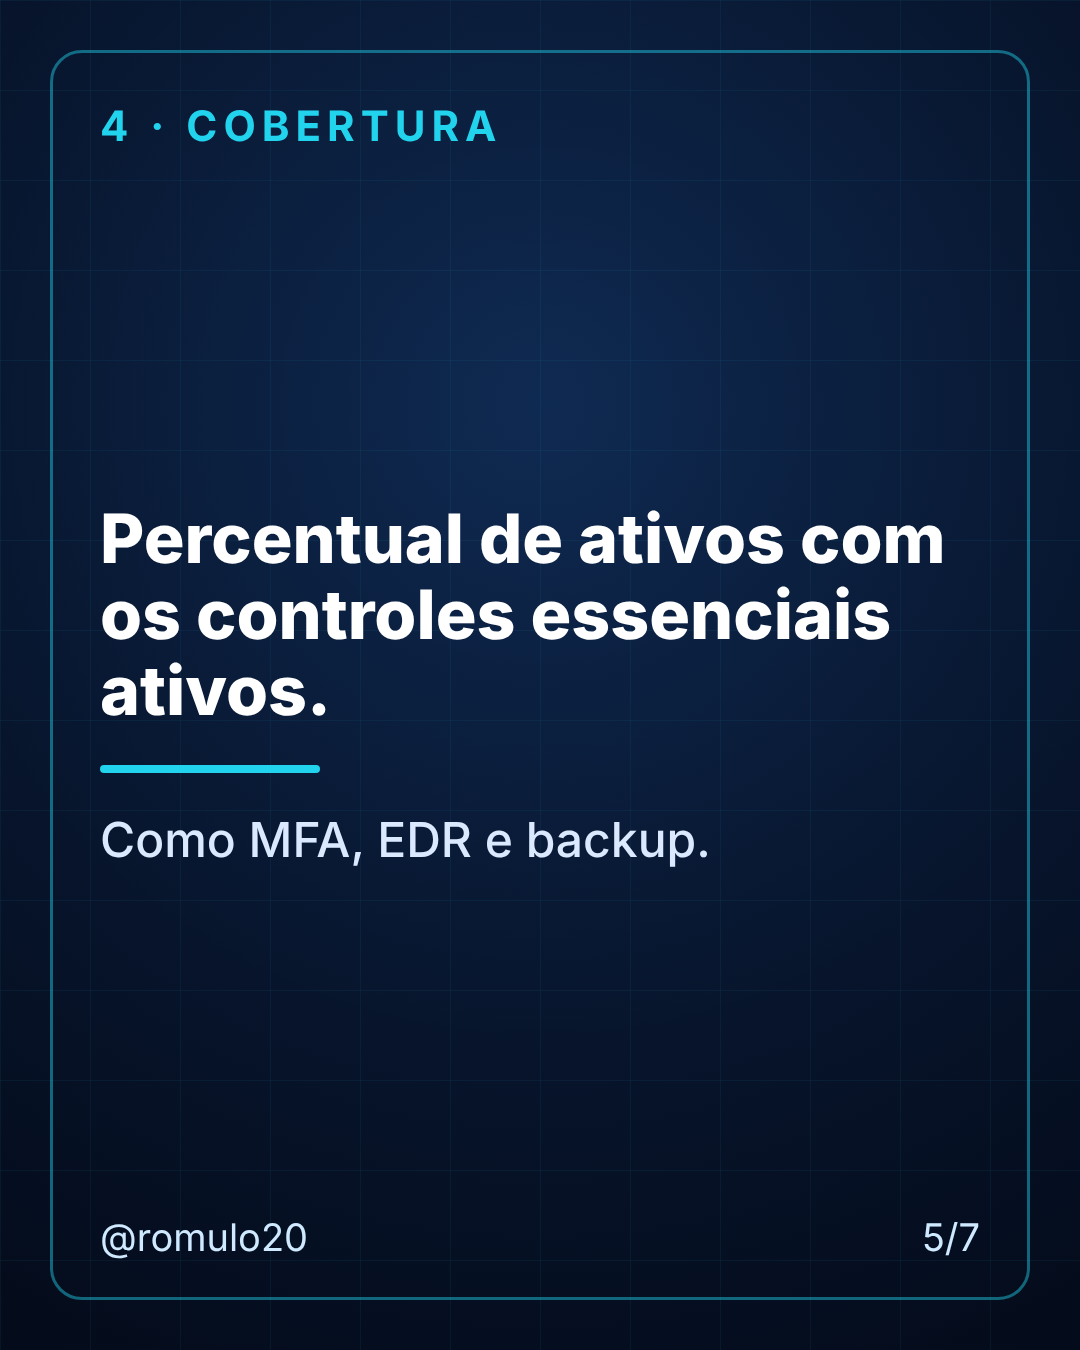 4 · COBERTURA
Percentual de ativos com
os controles essenciais
ativos.
Como MFA, EDR e backup.
@romulo20
5/7